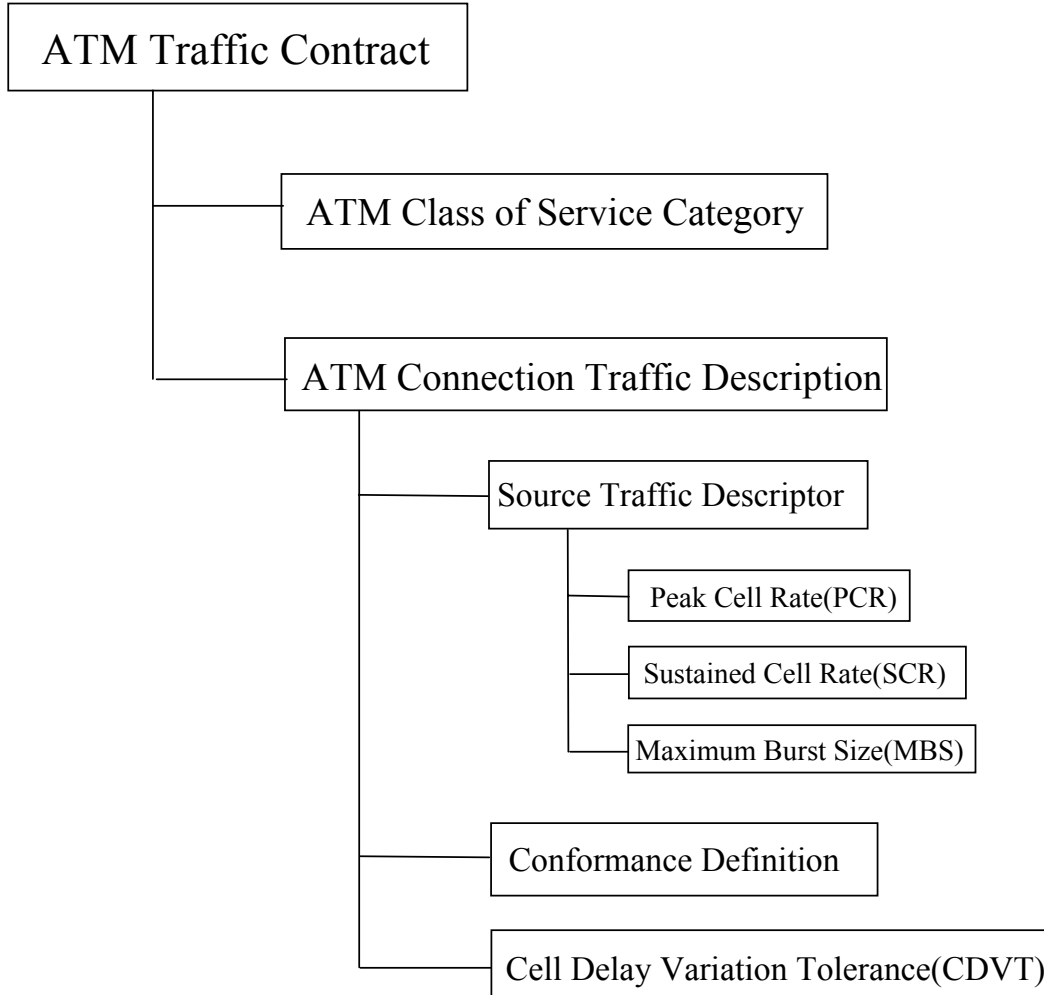 ATM Traffic Contract
ATM Class of Service Category
ATM Connection Traffic Description
Source Traffic Descriptor
Peak Cell Rate(PCR)
Sustained Cell Rate(SCR)
Maximum Burst Size(MBS)
Conformance Definition
Cell Delay Variation Tolerance(CDVT)